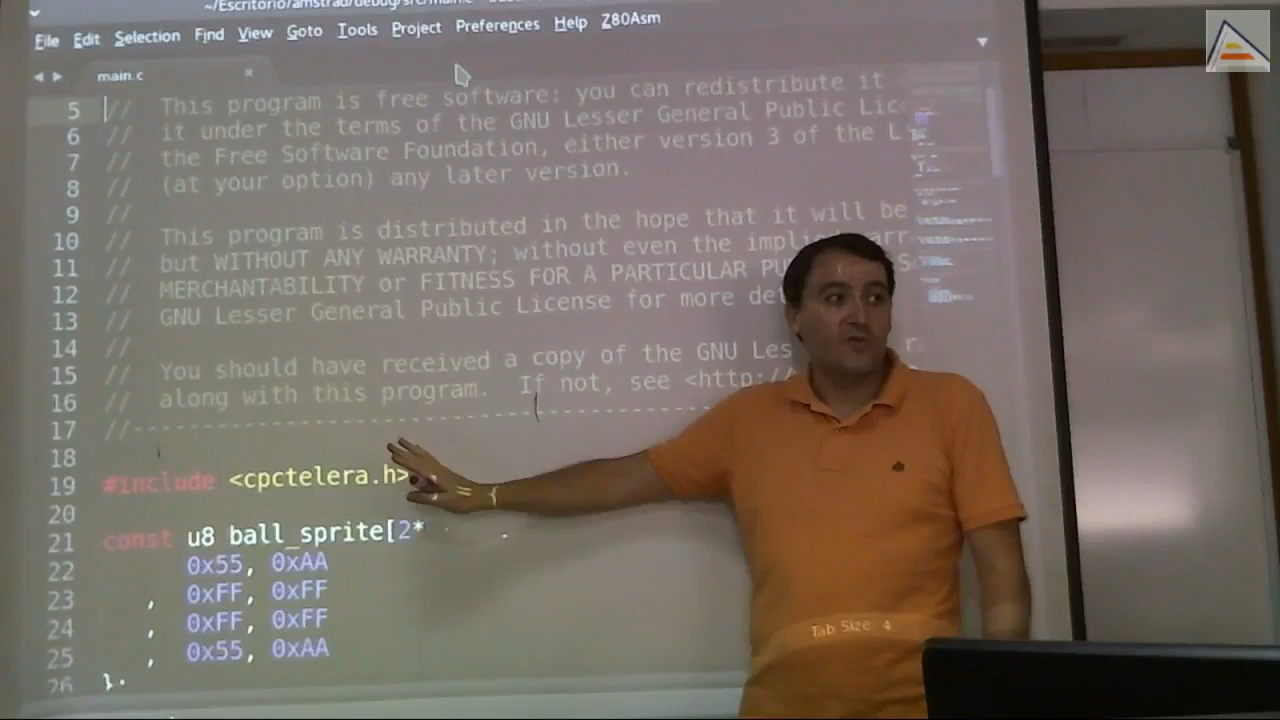 ~/Escritorio/amstrad/debug/src/main.c
File Edit Selection Find View Goto Tools Project Preferences Help Z80Asm
main.c ×
5 // This program is free software: you can redistribute it
6 // it under the terms of the GNU Lesser General Public Lic
7 // the Free Software Foundation, either version 3 of the L
8 // (at your option) any later version.
9 //
10 // This program is distributed in the hope that it will be
11 // but WITHOUT ANY WARRANTY; without even the implied arr
12 // MERCHANTABILITY or FITNESS FOR A PARTICULAR PU S
13 // GNU Lesser General Public License for more det
14 //
15 // You should have received a copy of the GNU Les r
16 // along with this program. If not, see <http://
17 //------------------------------------------
18
19 #include <cpctelera.h>
20
21 const u8 ball_sprite[2* = {
22 0x55, 0xAA
23 , 0xFF, 0xFF
24 , 0xFF, 0xFF
25 , 0x55, 0xAA
26 };
Tab Size 4